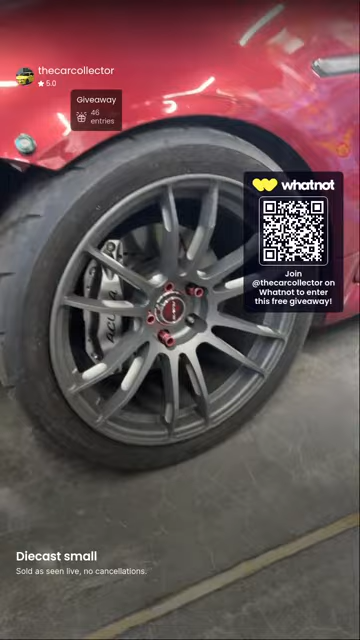 thecarcollector
5.0
Giveaway
46
entries
whatnot
Join
@thecarcollector on
Whatnot to enter
this free giveaway!
Diecast small
Sold as seen live, no cancellations.